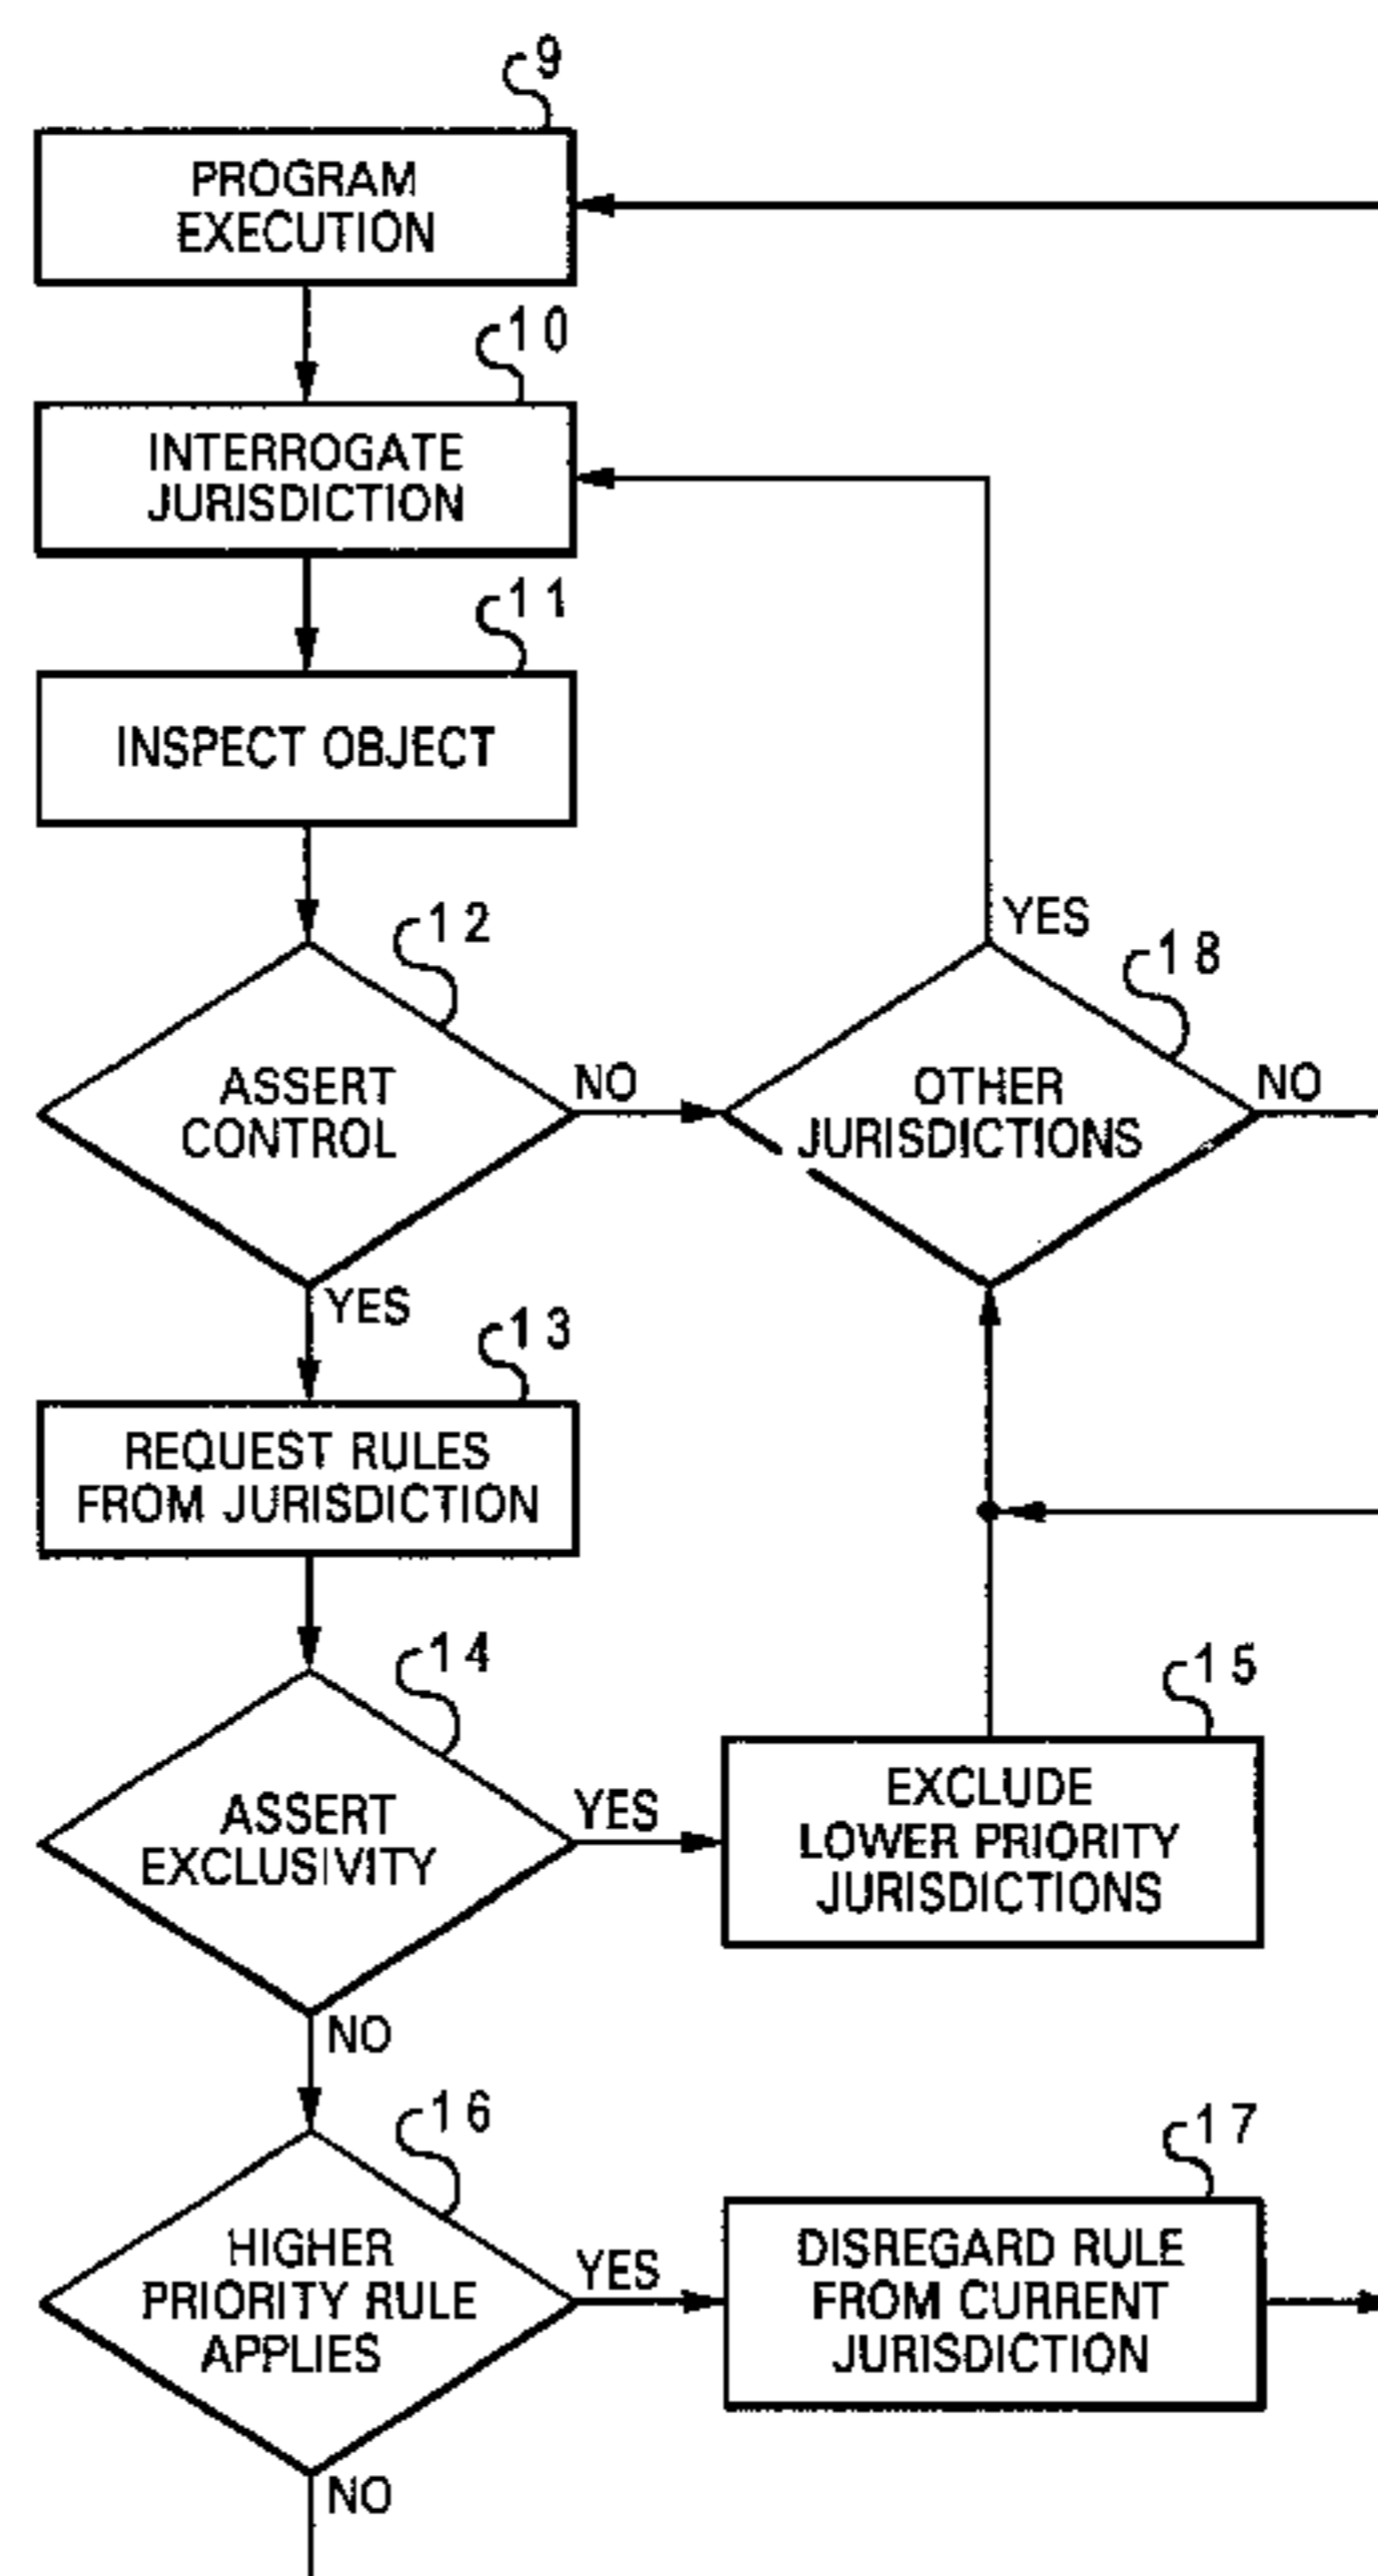 9
PROGRAM
EXECUTION
10
INTERROGATE
JURISDICTION
11
INSPECT OBJECT
12
ASSERT
CONTROL
NO
YES
18
OTHER
JURISDICTIONS
YES
NO
13
REQUEST RULES
FROM JURISDICTION
14
ASSERT
EXCLUSIVITY
YES
NO
15
EXCLUDE
LOWER PRIORITY
JURISDICTIONS
16
HIGHER
PRIORITY RULE
APPLIES
YES
NO
17
DISREGARD RULE
FROM CURRENT
JURISDICTION